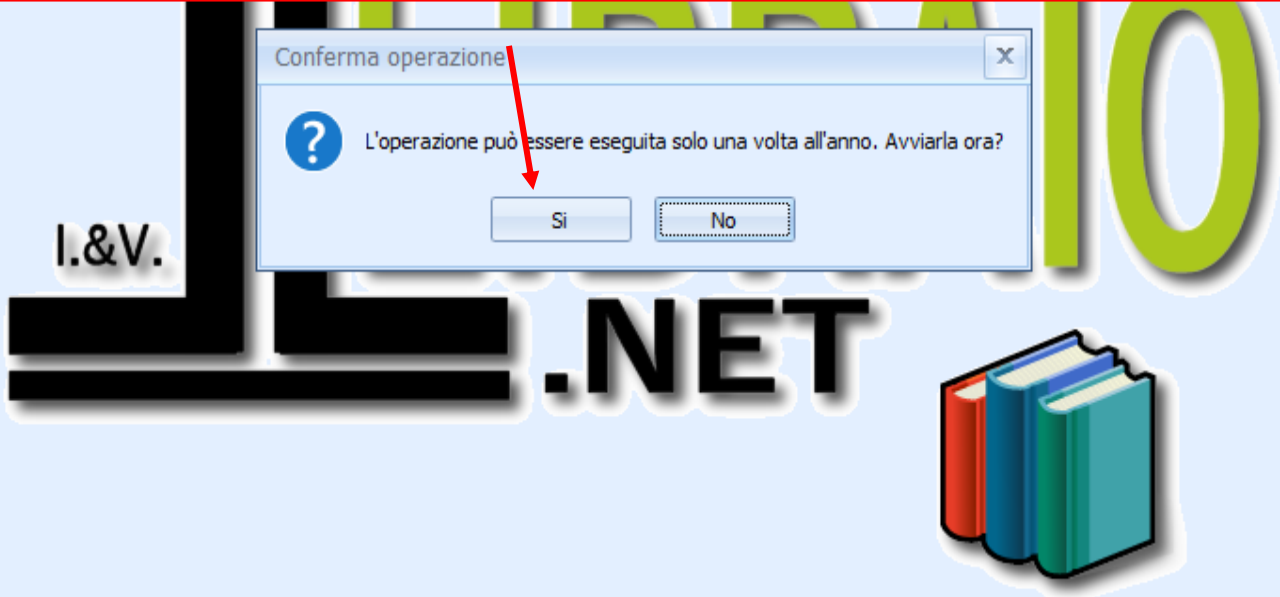 Conferma operazione
L'operazione può essere eseguita solo una volta all'anno. Avviarla ora?
Si
No
I.&V.
.NET